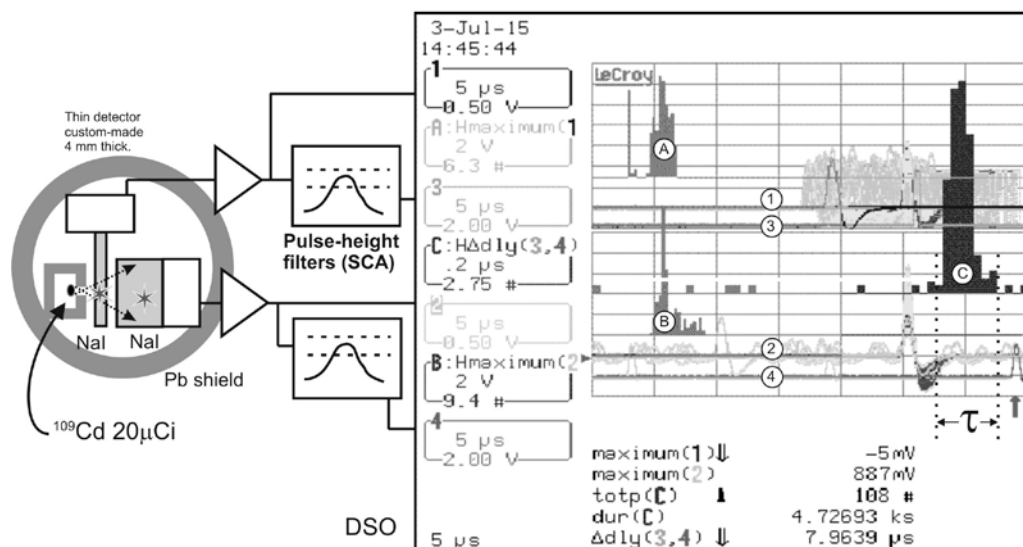 3-Jul-15
14:45:44
1
5 µs
0.50 V
A:Hmaximum(1
2 V
6.3 #
3
5 µs
2.00 V
C:HΔdly(3,4)
.2 µs
2.75 #
2
5 µs
0.50 V
B:Hmaximum(2
2 V
9.4 #
4
5 µs
2.00 V
5 µs
DSO
LeCroy
A
1
3
C
B
2
4
τ
maximum(1)⇓ -5mV
maximum(2) 887mV
totp(C) 108 #
dur(C) 4.72693 ks
Δdly(3,4)⇓ 7.9639 µs
Thin detector
custom-made
4 mm thick.
Pulse-height
filters (SCA)
NaI NaI
Pb shield
¹⁰⁹Cd 20µCi